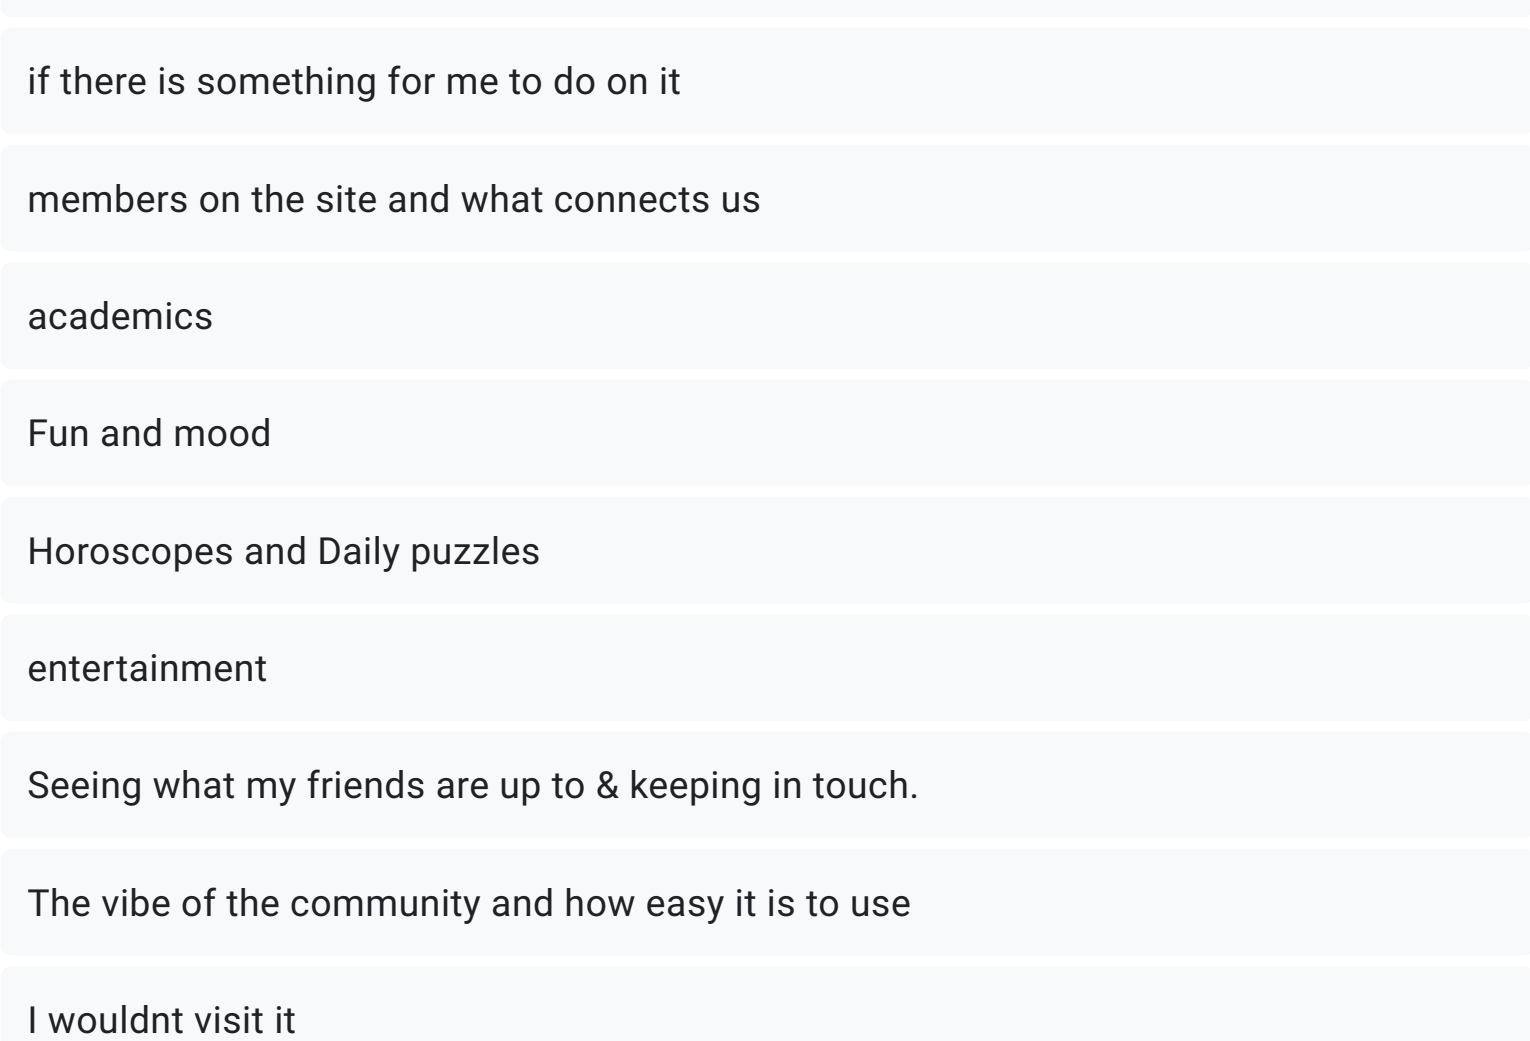 if there is something for me to do on it
members on the site and what connects us
academics
Fun and mood
Horoscopes and Daily puzzles
entertainment
Seeing what my friends are up to & keeping in touch.
The vibe of the community and how easy it is to use
I wouldnt visit it